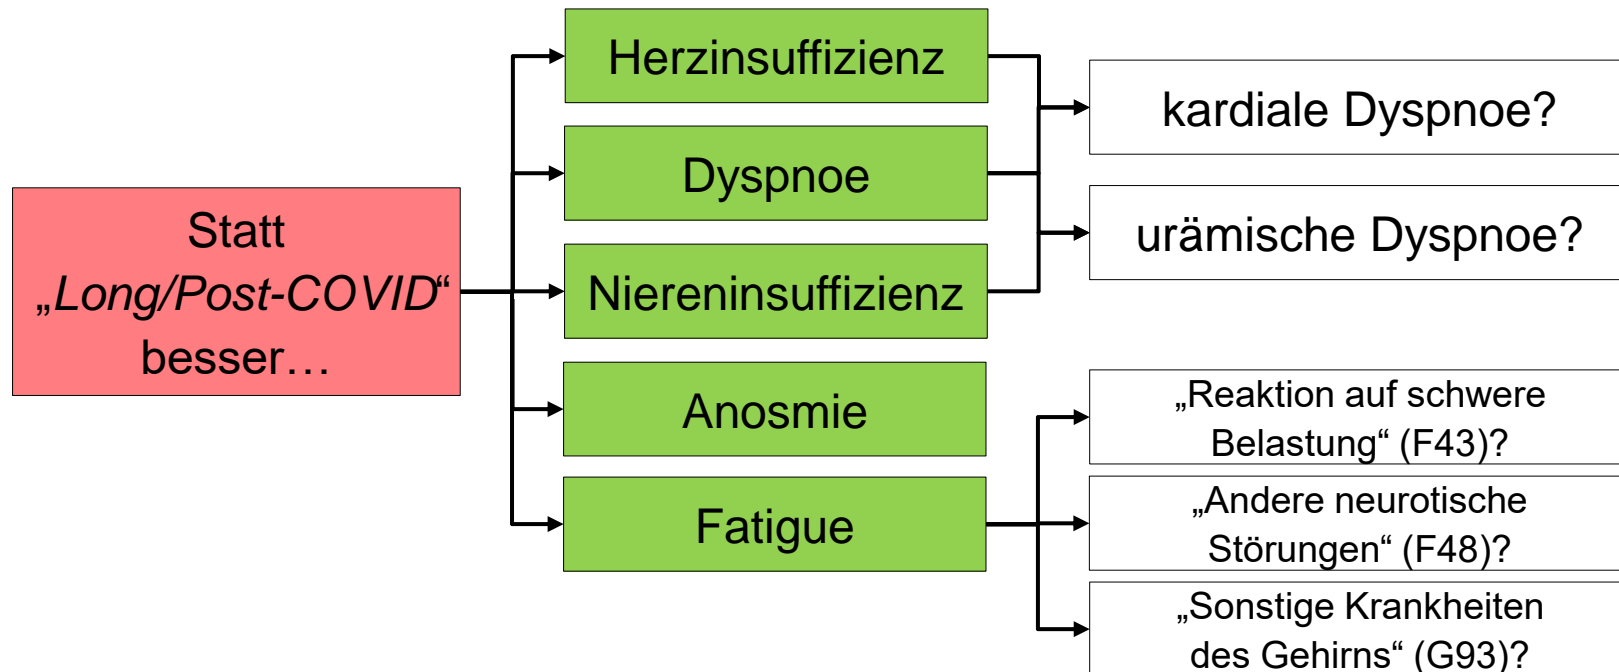 Statt
„Long/Post-COVID“
besser…
Herzinsuffizienz
Dyspnoe
Niereninsuffizienz
Anosmie
Fatigue
kardiale Dyspnoe?
urämische Dyspnoe?
„Reaktion auf schwere
Belastung“ (F43)?
„Andere neurotische
Störungen“ (F48)?
„Sonstige Krankheiten
des Gehirns“ (G93)?